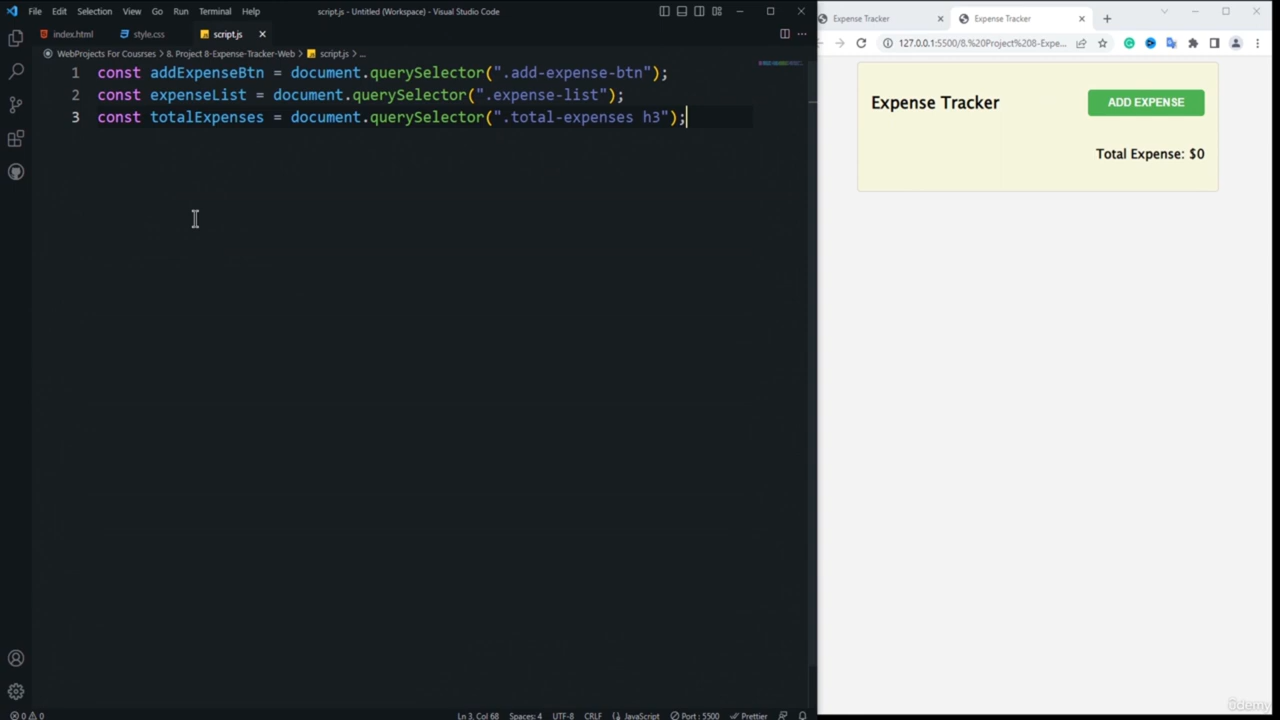 File Edit Selection View Go Run Terminal Help
script.js - Untitled (Workspace) - Visual Studio Code
index.html
style.css
script.js
WebProjects For Coursres > 8. Project 8-Expense-Tracker-Web > script.js > ...
1 const addExpenseBtn = document.querySelector(".add-expense-btn");
2 const expenseList = document.querySelector(".expense-list");
3 const totalExpenses = document.querySelector(".total-expenses h3");
0 0
Ln 3, Col 68 Spaces: 4 UTF-8 CRLF {} JavaScript Port : 5500 Prettier
Expense Tracker
Expense Tracker
127.0.0.1:5500/8.%20Project%208-Expe...
Expense Tracker
ADD EXPENSE
Total Expense: $0
Udemy